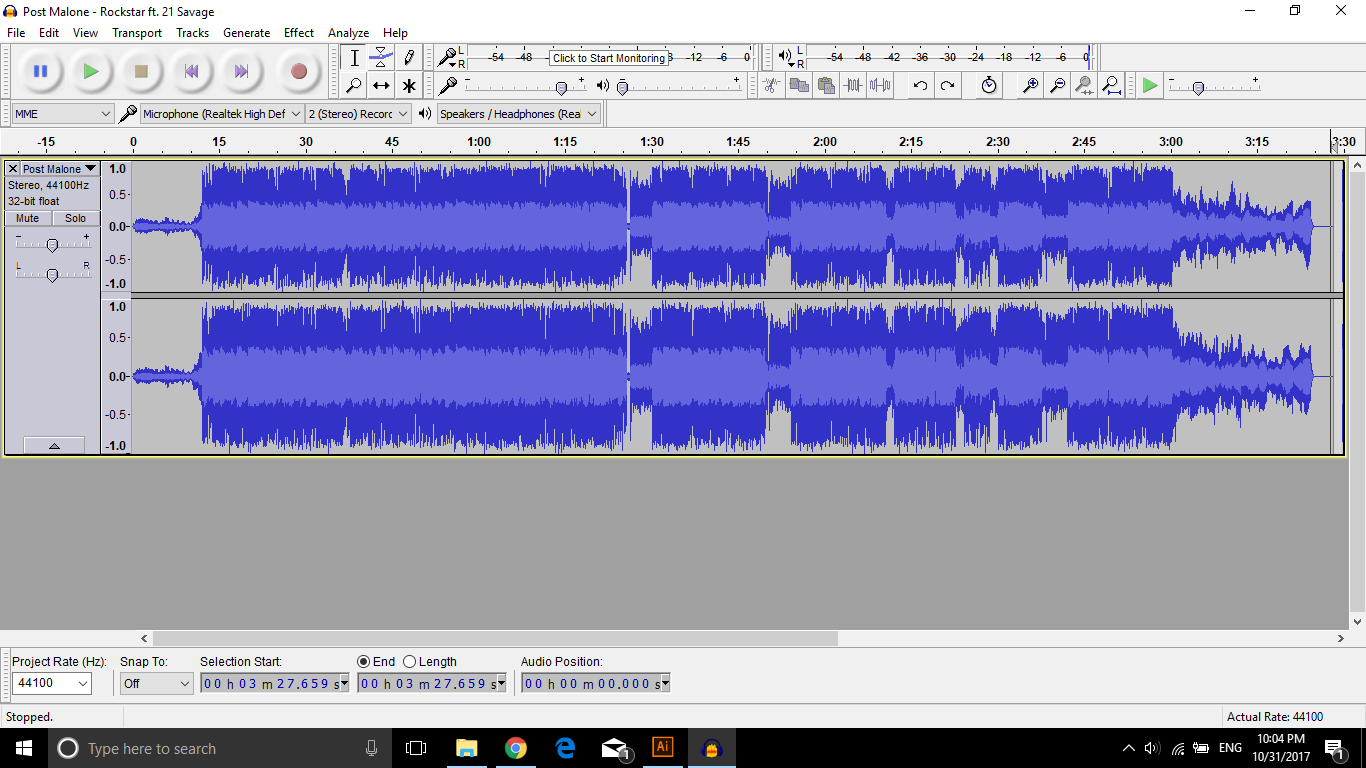 Post Malone - Rockstar ft. 21 Savage
File Edit View Transport Tracks Generate Effect Analyze Help
L
R
-54 -48 Click to Start Monitoring 8 -12 -6 0
L
R
-54 -48 -42 -36 -30 -24 -18 -12 -6 0
- +
- +
- +
MME
Microphone (Realtek High Def
2 (Stereo) Recorc
Speakers / Headphones (Rea
-15 0 15 30 45 1:00 1:15 1:30 1:45 2:00 2:15 2:30 2:45 3:00 3:15 3:30
X Post Malone
Stereo, 44100Hz
32-bit float
Mute Solo
- +
L R
1.0
0.5-
0.0-
-0.5-
-1.0
1.0
0.5-
0.0-
-0.5-
-1.0
Project Rate (Hz): Snap To: Selection Start: End Length Audio Position:
44100 Off 00 h 03 m 27.659 s 00 h 03 m 27.659 s 00 h 00 m 00.000 s
Stopped.
Actual Rate: 44100
Type here to search
Ai
1
ENG
10:04 PM
10/31/2017
1